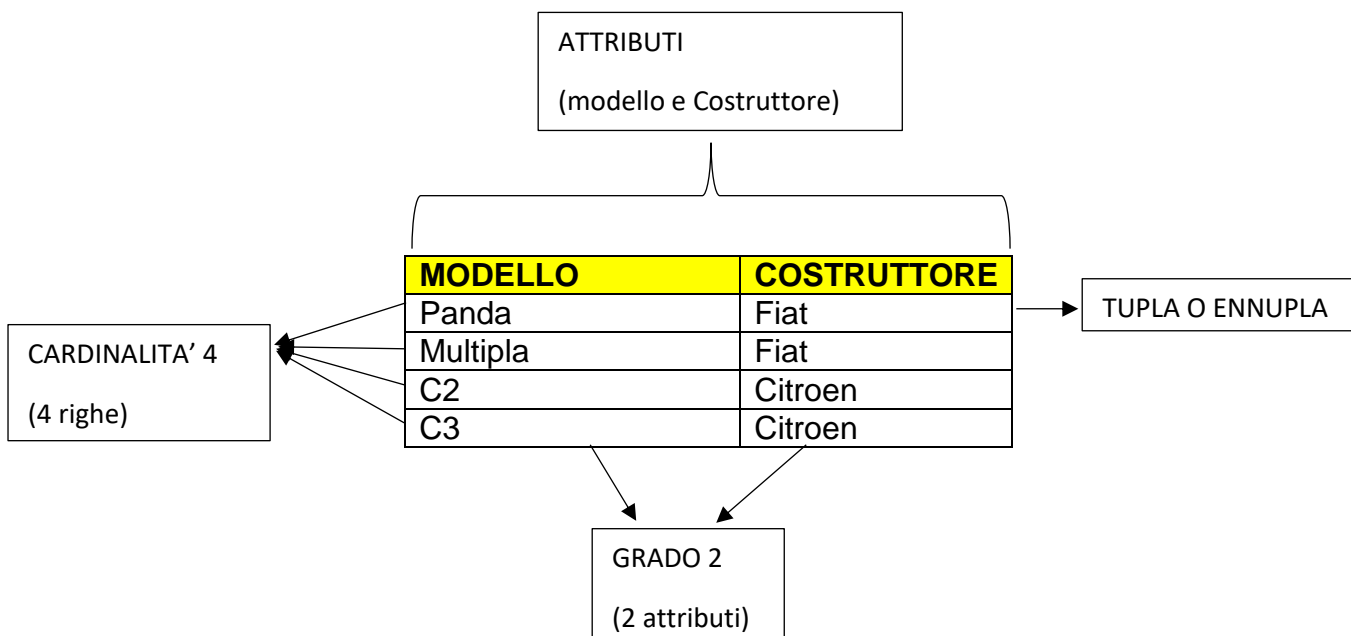 ATTRIBUTI
(modello e Costruttore)
MODELLO COSTRUTTORE
Panda Fiat
Multipla Fiat
C2 Citroen
C3 Citroen
TUPLA O ENNUPLA
CARDINALITA’ 4
(4 righe)
GRADO 2
(2 attributi)